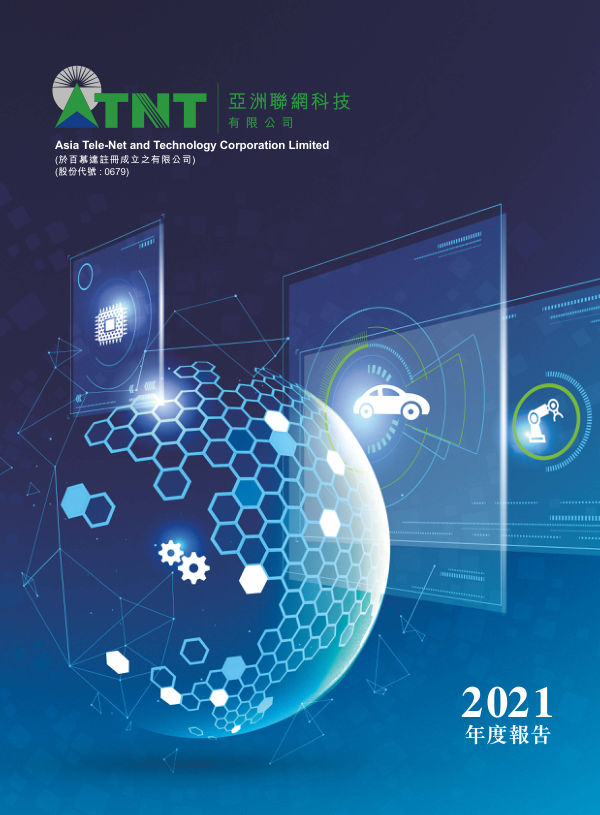 ATNT
亞洲聯網科技
有限公司
Asia Tele-Net and Technology Corporation Limited
(於百慕達註冊成立之有限公司)
(股份代號 : 0679)
2021
年度報告